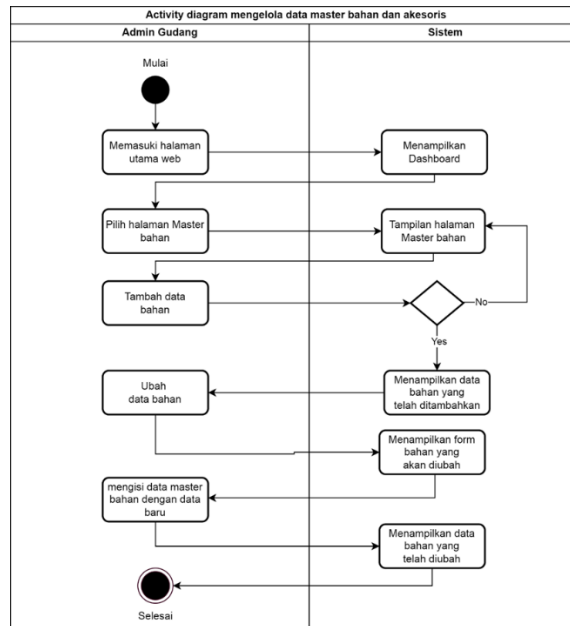 Activity diagram mengelola data master bahan dan akesoris
Admin Gudang
Sistem
Mulai
Memasuki halaman
utama web
Menampilkan
Dashboard
Pilih halaman Master
bahan
Tampilan halaman
Master bahan
Tambah data
bahan
No
Yes
Ubah
data bahan
Menampilkan data
bahan yang
telah ditambahkan
Menampilkan form
bahan yang
akan diubah
mengisi data master
bahan dengan data
baru
Menampilkan data
bahan yang
telah diubah
Selesai